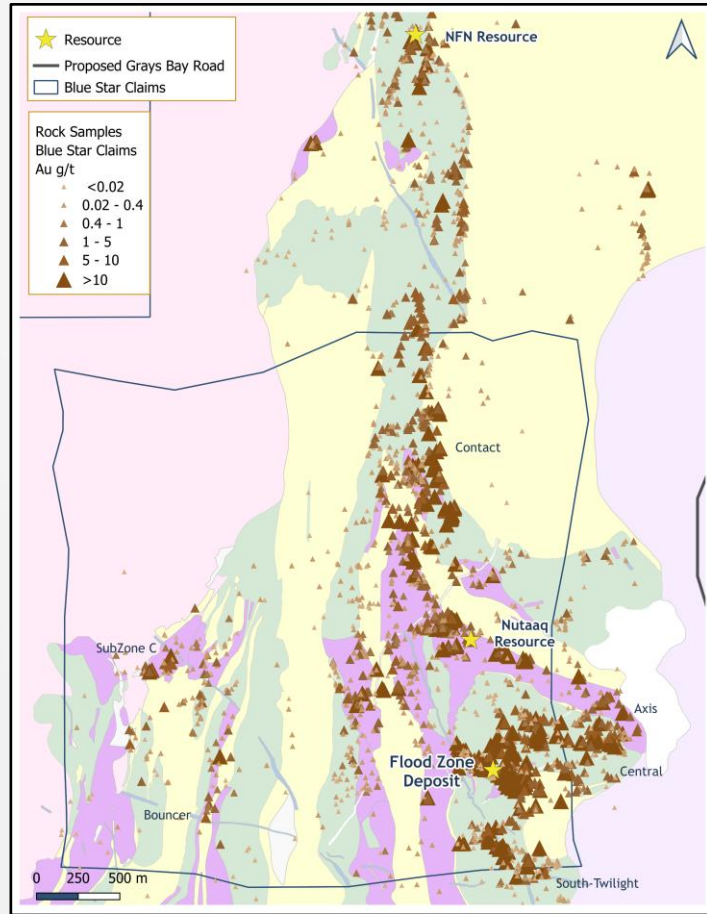 Resource
Proposed Grays Bay Road
Blue Star Claims
Rock Samples
Blue Star Claims
Au g/t
<0.02
0.02 - 0.4
0.4 - 1
1 - 5
5 - 10
>10
NFN Resource
Contact
Nutaaq
Resource
SubZone C
Axis
Flood Zone
Deposit
Central
Bouncer
South-Twilight
0 250 500 m